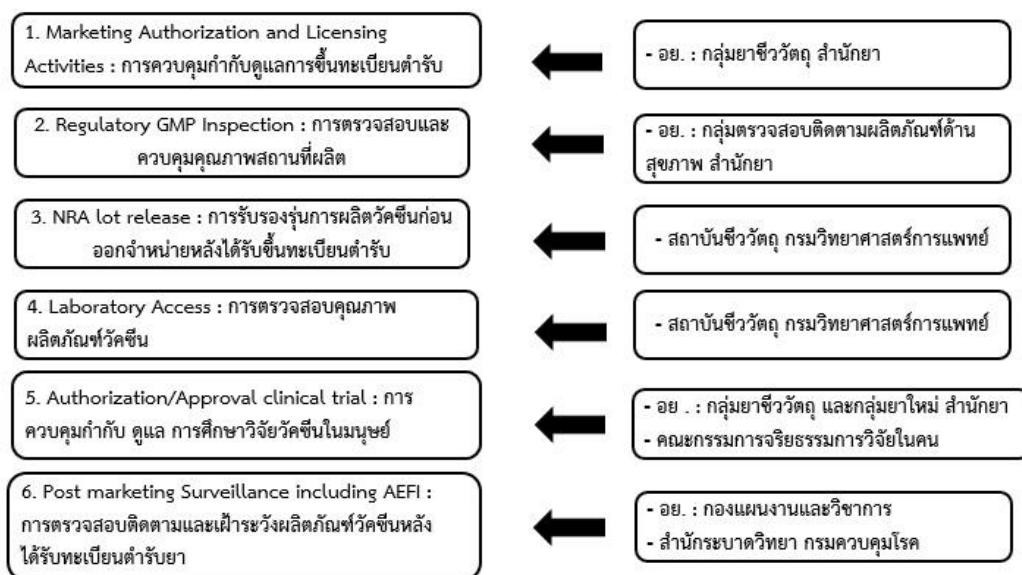 1. Marketing Authorization and Licensing
Activities : การควบคุมกำกับดูแลการขึ้นทะเบียนตำรับ
- อย. : กลุ่มยาชีววัตถุ สำนักยา
2. Regulatory GMP Inspection : การตรวจสอบและ
ควบคุมคุณภาพสถานที่ผลิต
- อย. : กลุ่มตรวจสอบติดตามผลิตภัณฑ์ด้าน
สุขภาพ สำนักยา
3. NRA lot release : การรับรองรุ่นการผลิตวัคซีนก่อน
ออกจำหน่ายหลังได้รับขึ้นทะเบียนตำรับ
- สถาบันชีววัตถุ กรมวิทยาศาสตร์การแพทย์
4. Laboratory Access : การตรวจสอบคุณภาพ
ผลิตภัณฑ์วัคซีน
- สถาบันชีววัตถุ กรมวิทยาศาสตร์การแพทย์
5. Authorization/Approval clinical trial : การ
ควบคุมกำกับ ดูแล การศึกษาวิจัยวัคซีนในมนุษย์
- อย . : กลุ่มยาชีววัตถุ และกลุ่มยาใหม่ สำนักยา
- คณะกรรมการจริยธรรมการวิจัยในคน
6. Post marketing Surveillance including AEFI :
การตรวจสอบติดตามและเฝ้าระวังผลิตภัณฑ์วัคซีนหลัง
ได้รับทะเบียนตำรับยา
- อย. : กองแผนงานและวิชาการ
- สำนักระบาดวิทยา กรมควบคุมโรค